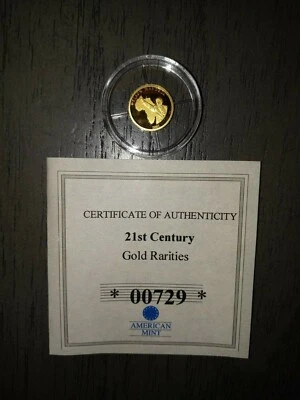 CERTIFICATE OF AUTHENTICITY
21st Century
Gold Rarities
* 00729 *
AMERICAN
MINT